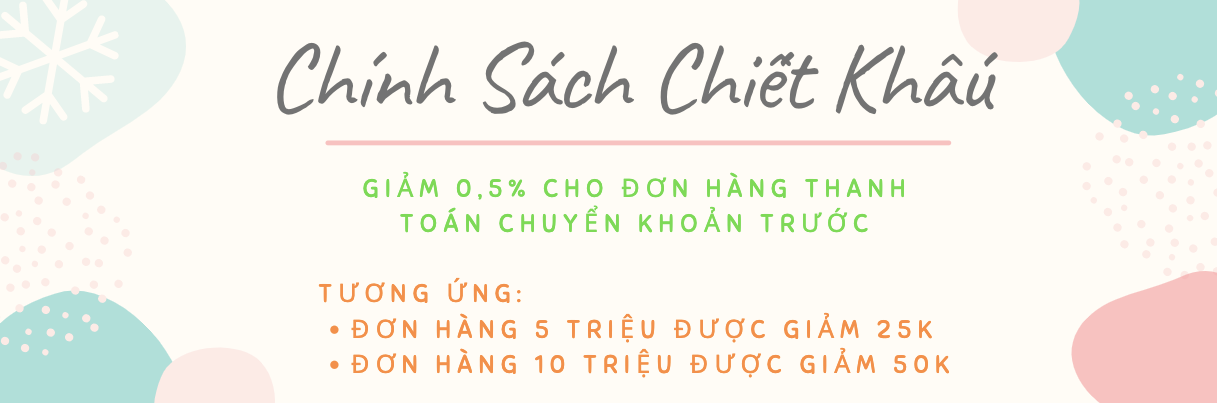 Chính Sách Chiết Khấu
GIẢM 0,5% CHO ĐƠN HÀNG THANH
TOÁN CHUYỂN KHOẢN TRƯỚC
TƯƠNG ỨNG:
• ĐƠN HÀNG 5 TRIỆU ĐƯỢC GIẢM 25K
• ĐƠN HÀNG 10 TRIỆU ĐƯỢC GIẢM 50K